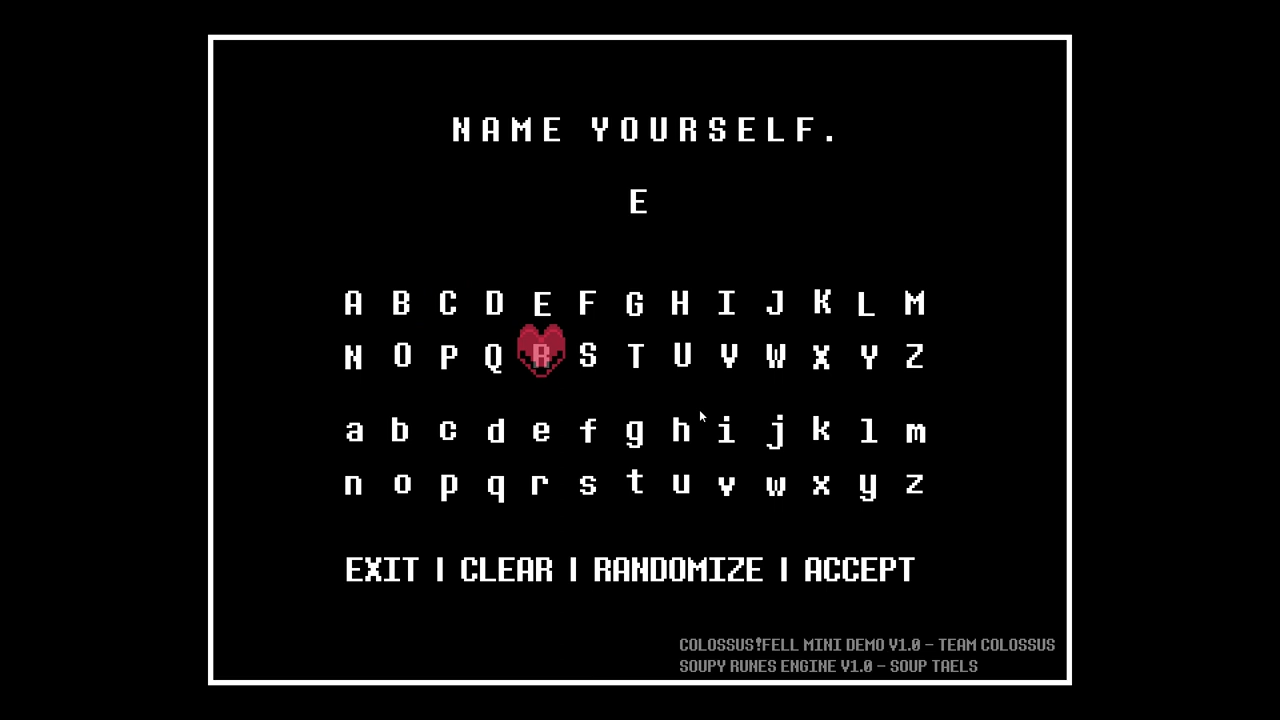 NAME YOURSELF.
E
A B C D E F G H I J K L M
N O P Q R S T U V W X Y Z
a b c d e f g h i j k l m
n o p q r s t u v w x y z
EXIT | CLEAR | RANDOMIZE | ACCEPT
COLOSSUS!FELL MINI DEMO V1.0 - TEAM COLOSSUS
SOUPY RUNES ENGINE V1.0 - SOUP TAELS